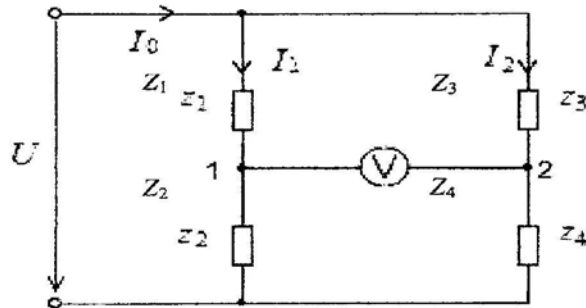 I₀ I₁ I₂
Z₁ Z₃
z₁ z₃
U 1 V 2
Z₂ Z₄
z₂ z₄